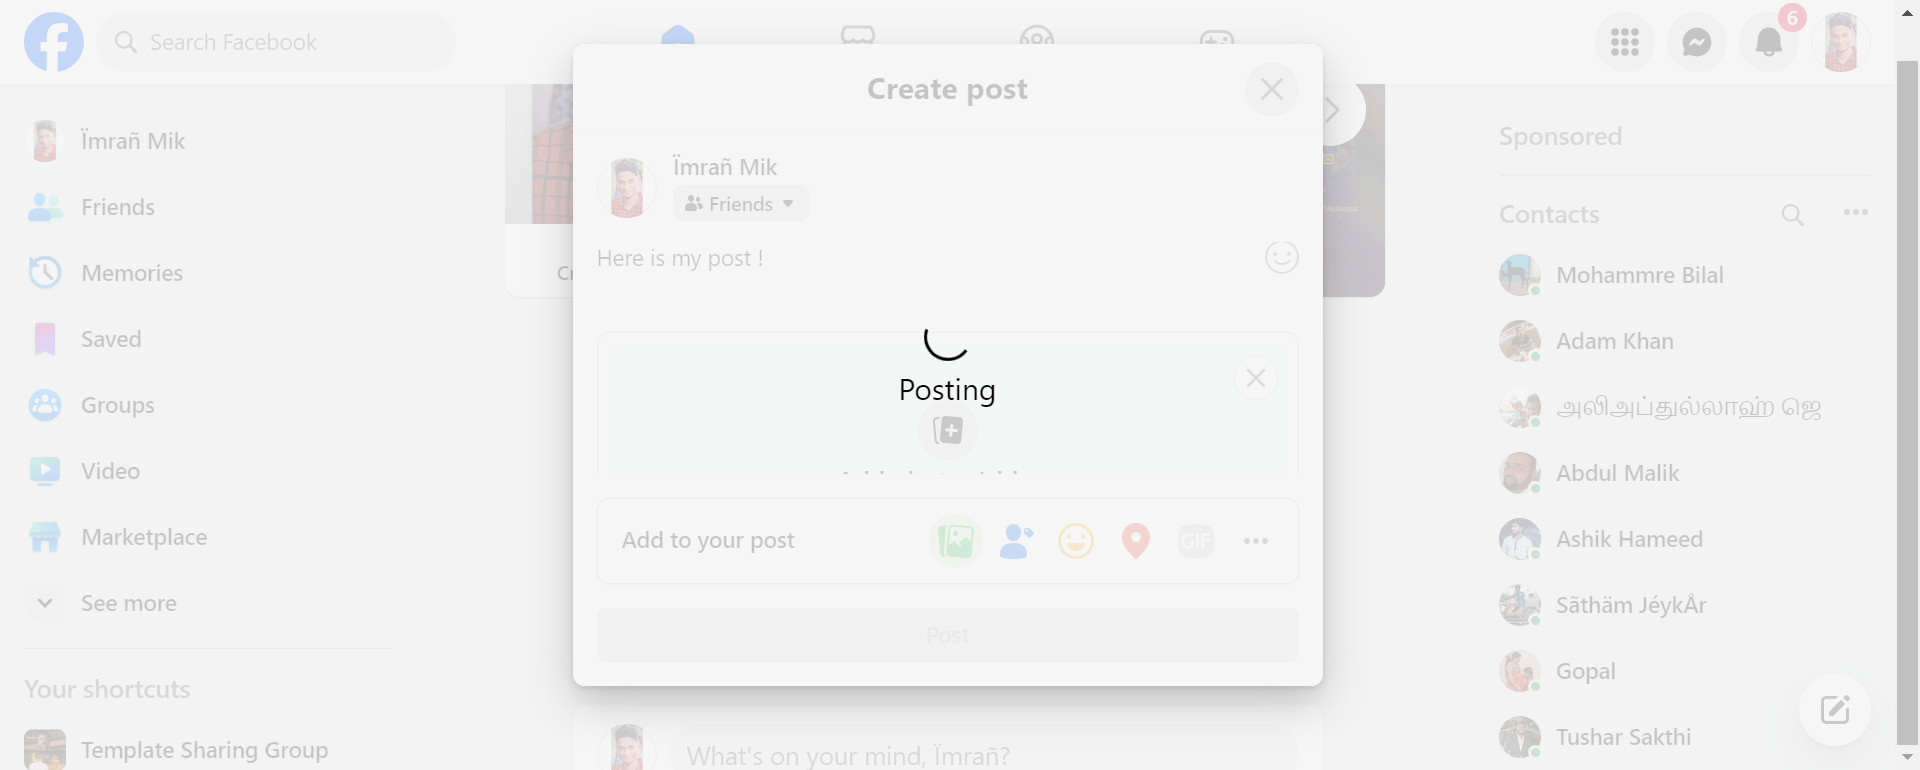 Search Facebook
6
Ïmrañ Mik
Friends
Memories
Saved
Groups
Video
Marketplace
See more
Your shortcuts
Template Sharing Group
Create post
Ïmrañ Mik
Friends
Here is my post !
Posting
Add to your post
GIF
Post
What's on your mind, Ïmrañ?
Sponsored
Contacts
Mohammre Bilal
Adam Khan
அலிஅப்துல்லாஹ் ஜெ
Abdul Malik
Ashik Hameed
Sãthäm JéykÅr
Gopal
Tushar Sakthi